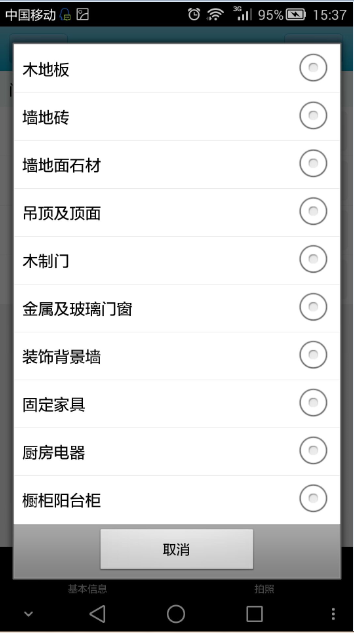 中国移动 3G 95% 15:37
木地板
墙地砖
墙地面石材
吊顶及顶面
木制门
金属及玻璃门窗
装饰背景墙
固定家具
厨房电器
橱柜阳台柜
取消
基本信息 拍照